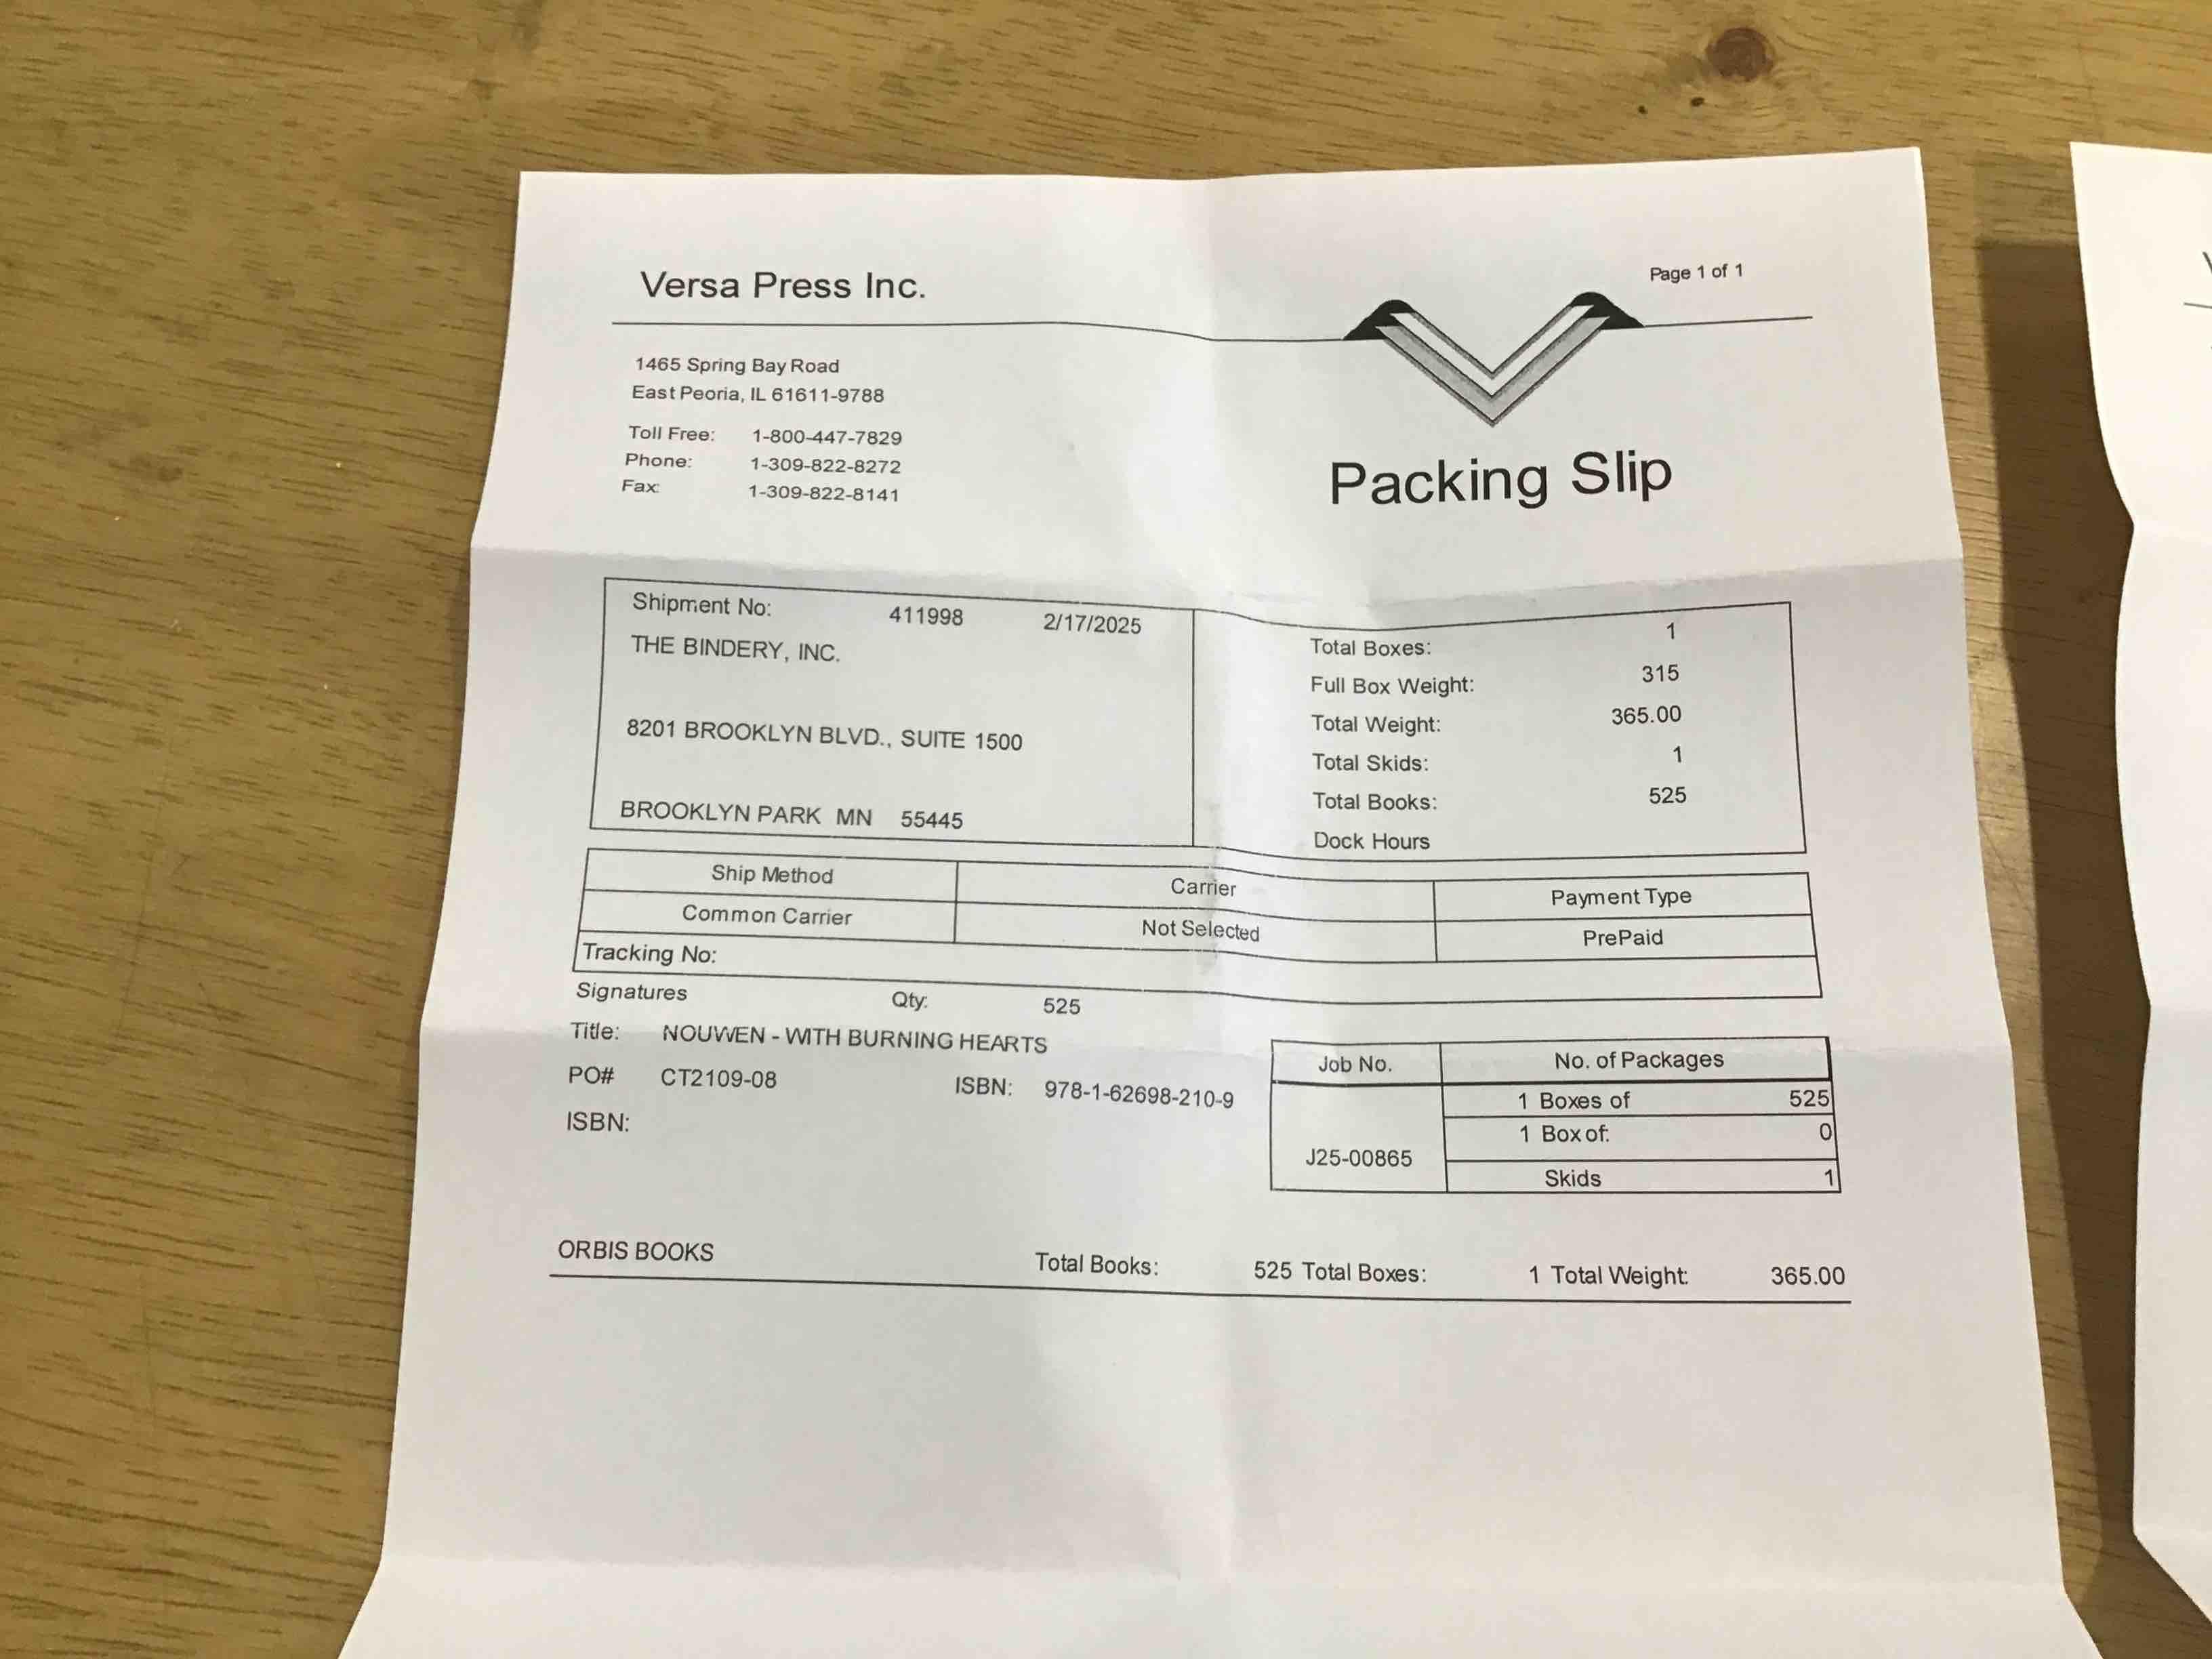 Versa Press Inc.
Page 1 of 1
1465 Spring Bay Road
East Peoria, IL 61611-9788
Toll Free: 1-800-447-7829
Phone: 1-309-822-8272
Fax: 1-309-822-8141
Packing Slip
Shipment No: 411998 2/17/2025
THE BINDERY, INC.
8201 BROOKLYN BLVD., SUITE 1500
BROOKLYN PARK MN 55445
Total Boxes: 1
Full Box Weight: 315
Total Weight: 365.00
Total Skids: 1
Total Books: 525
Dock Hours
Ship Method Carrier Payment Type
Common Carrier Not Selected PrePaid
Tracking No:
Signatures Qty: 525
Title: NOUWEN - WITH BURNING HEARTS
PO# CT2109-08 ISBN: 978-1-62698-210-9
ISBN:
Job No. No. of Packages
1 Boxes of 525
1 Box of: 0
J25-00865
Skids 1
ORBIS BOOKS Total Books: 525 Total Boxes: 1 Total Weight: 365.00